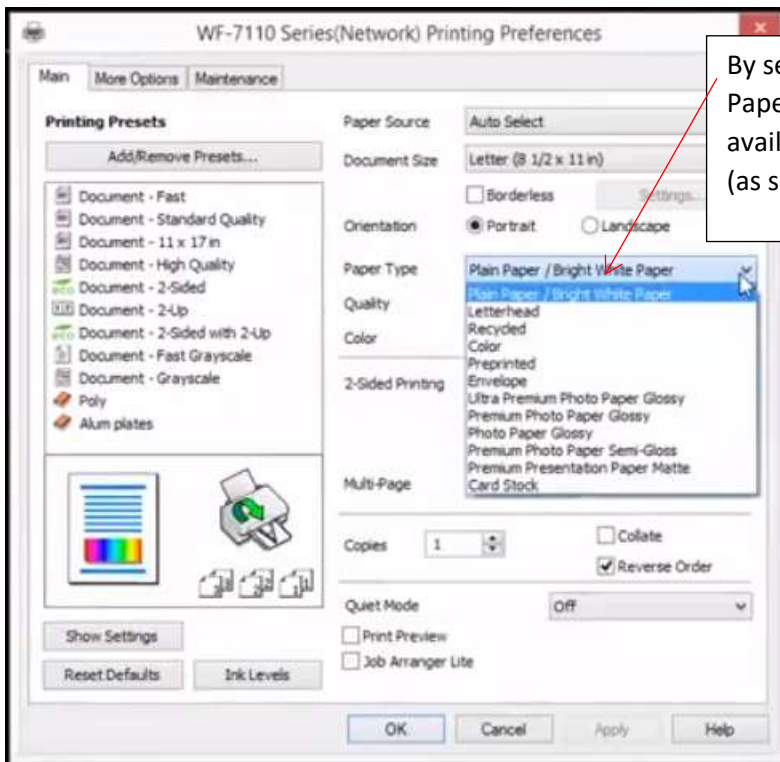 WF-7110 Series(Network) Printing Preferences
Main
More Options
Maintenance
Printing Presets
Add/Remove Presets...
Document - Fast
Document - Standard Quality
Document - 11 x 17 in
Document - High Quality
Document - 2-Sided
Document - 2-Up
Document - 2-Sided with 2-Up
Document - Fast Grayscale
Document - Grayscale
Poly
Alum plates
Show Settings
Reset Defaults
Ink Levels
Paper Source
Auto Select
Document Size
Letter (8 1/2 x 11 in)
Borderless
Settings...
Orientation
Portrait
Landscape
Paper Type
Plain Paper / Bright White Paper
Plain Paper / Bright White Paper
Letterhead
Recycled
Color
Preprinted
Envelope
Ultra Premium Photo Paper Glossy
Premium Photo Paper Glossy
Photo Paper Glossy
Premium Photo Paper Semi-Gloss
Premium Presentation Paper Matte
Card Stock
Quality
Color
2-Sided Printing
Multi-Page
Copies
1
Collate
Reverse Order
Quiet Mode
Off
Print Preview
Job Arranger Lite
OK
Cancel
Apply
Help
By se
Pape
avail
(as s